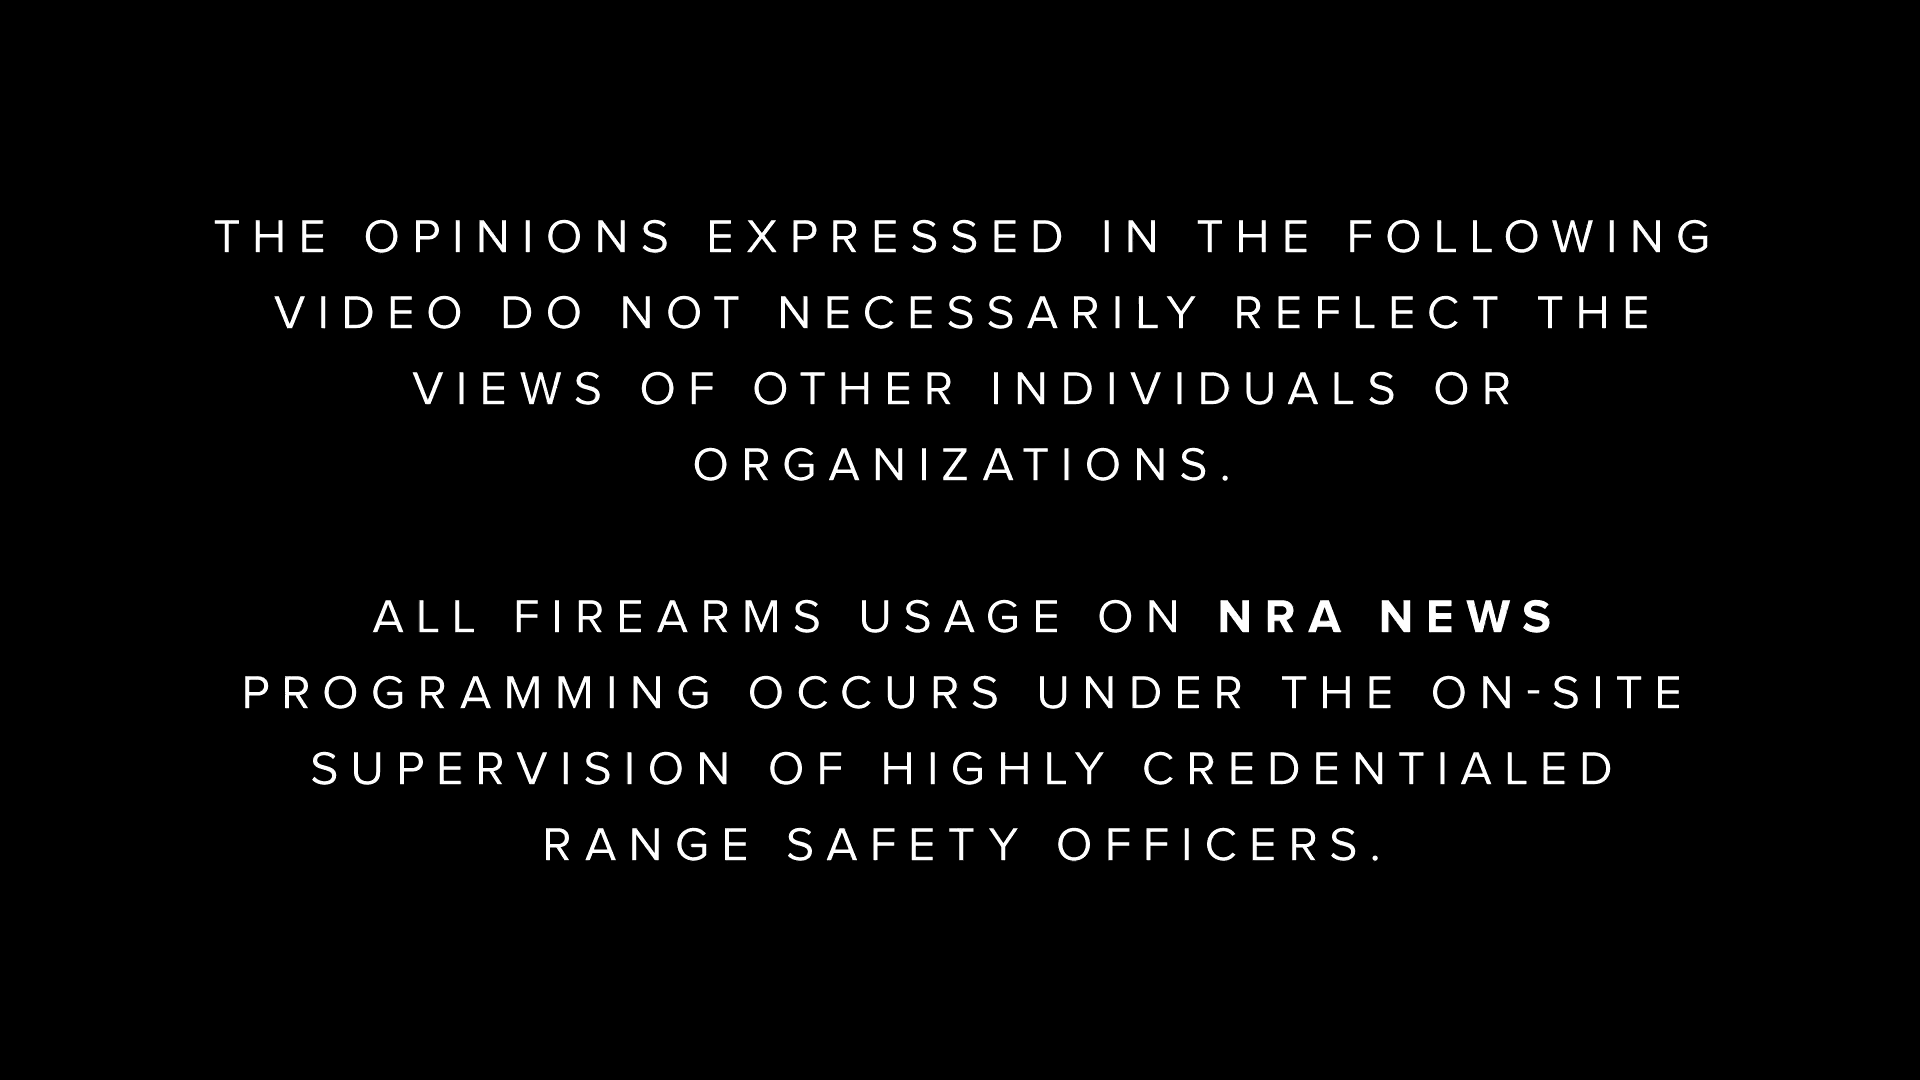 THE OPINIONS EXPRESSED IN THE FOLLOWING
VIDEO DO NOT NECESSARILY REFLECT THE
VIEWS OF OTHER INDIVIDUALS OR
ORGANIZATIONS.
ALL FIREARMS USAGE ON NRA NEWS
PROGRAMMING OCCURS UNDER THE ON-SITE
SUPERVISION OF HIGHLY CREDENTIALED
RANGE SAFETY OFFICERS.